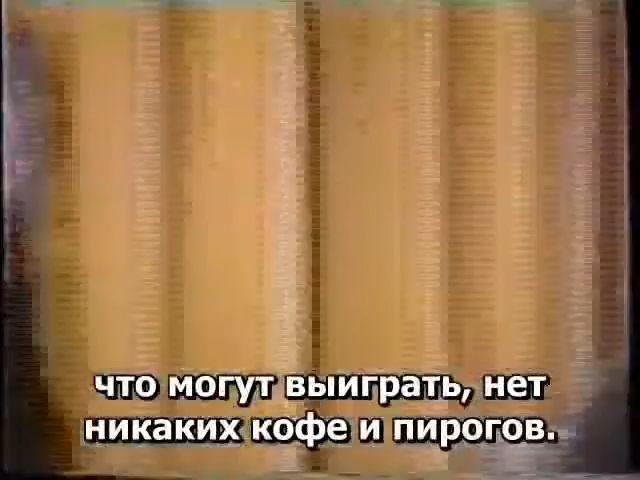 что могут выиграть, нет
никаких кофе и пирогов.